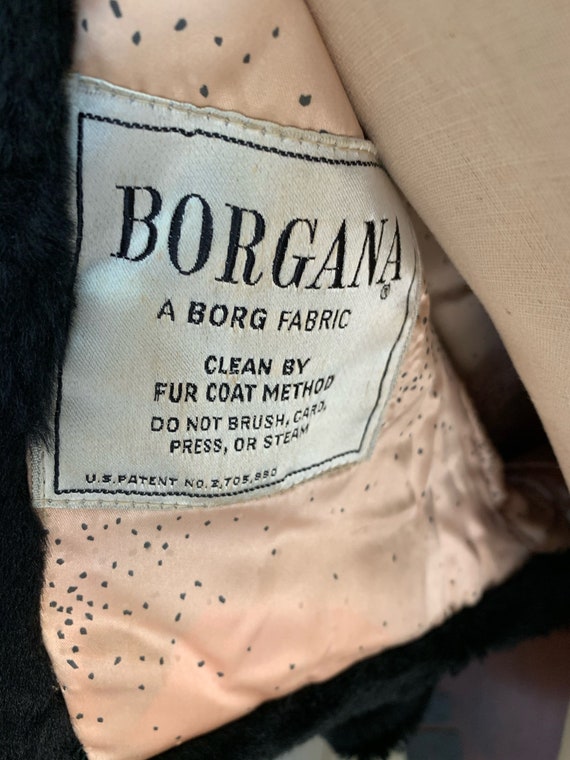 BORGANA®
A BORG FABRIC
CLEAN BY
FUR COAT METHOD
DO NOT BRUSH, CARD,
PRESS, OR STEAM
U.S. PATENT NO. 2,705,880